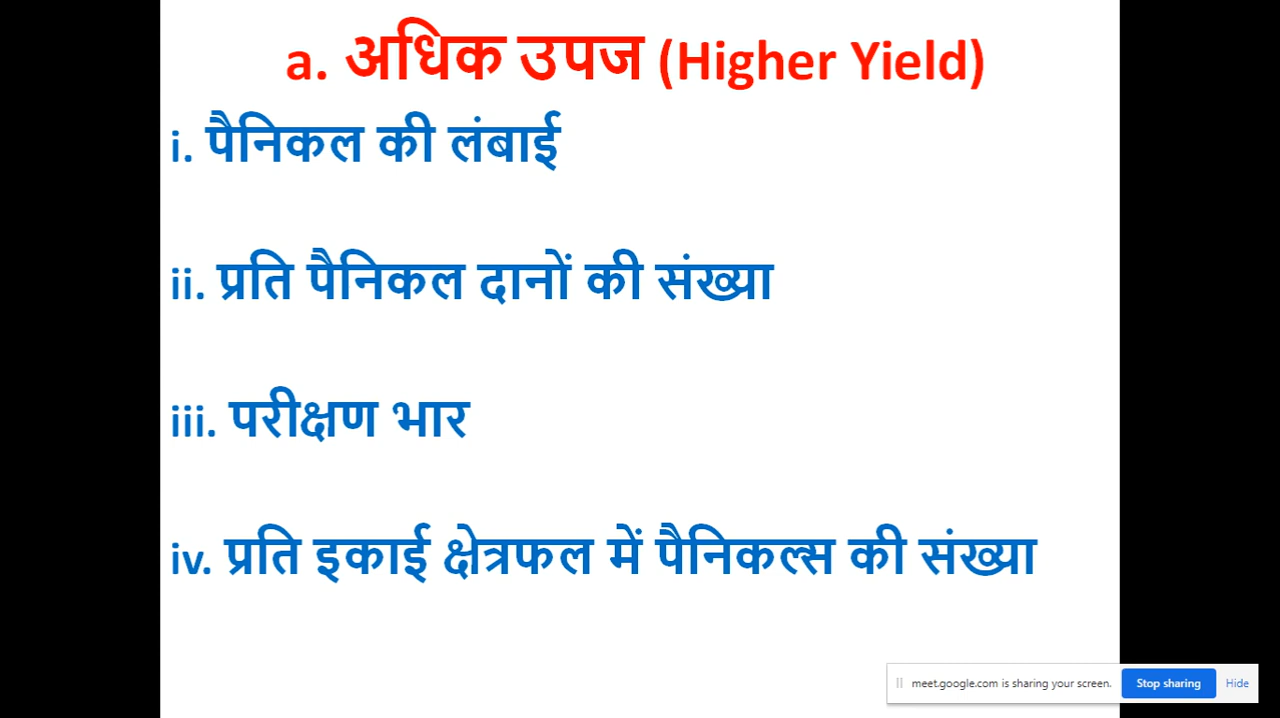 a. अधिक उपज (Higher Yield)
i. पैनिकल की लंबाई
ii. प्रति पैनिकल दानों की संख्या
iii. परीक्षण भार
iv. प्रति इकाई क्षेत्रफल में पैनिकल्स की संख्या
meet.google.com is sharing your screen. Stop sharing Hide